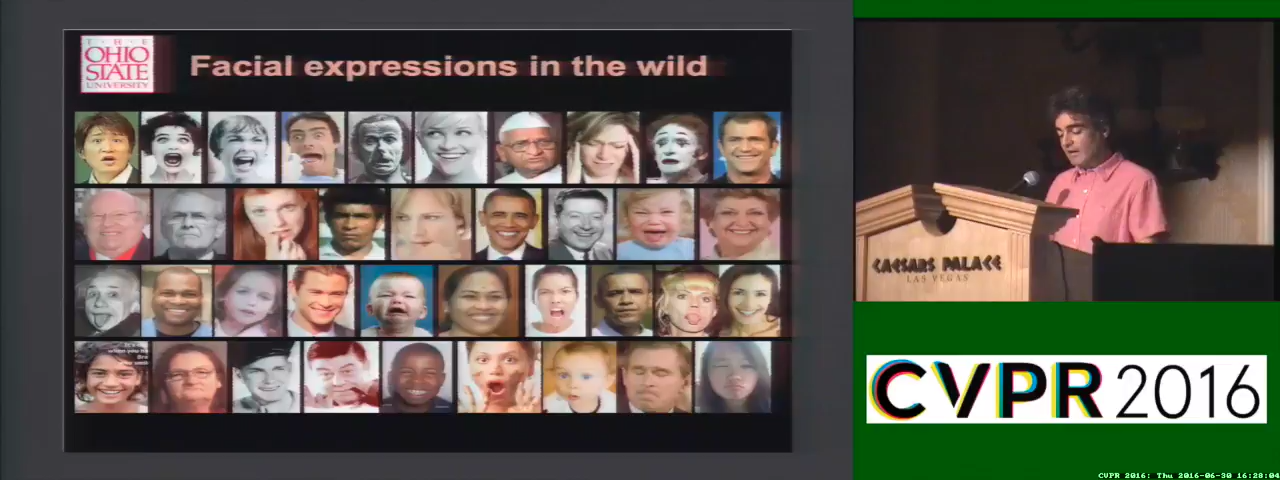 THE
OHIO
STATE
UNIVERSITY
Facial expressions in the wild
CAESARS PALACE
LAS VEGAS
CVPR 2016
CVPR 2016: Thu 2016-06-30 16:28:04